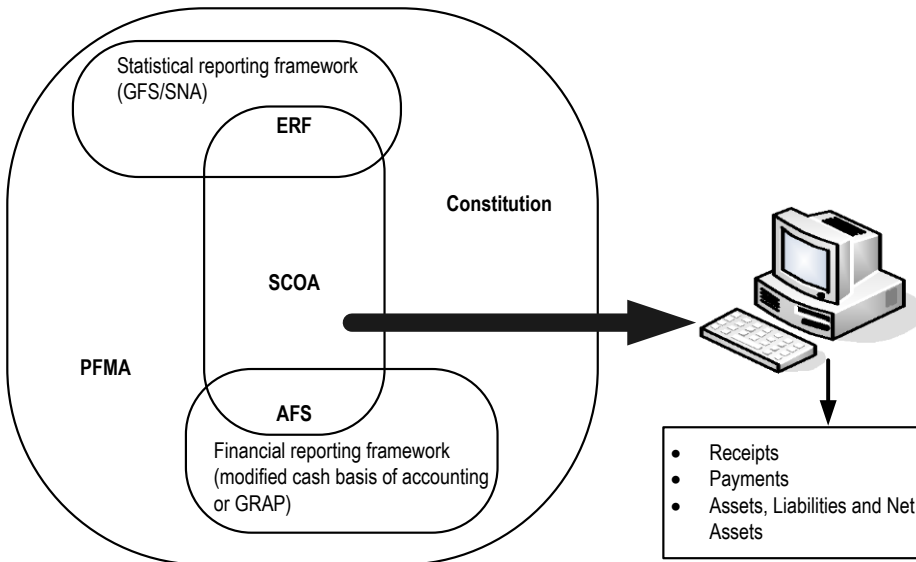 Statistical reporting framework
(GFS/SNA)
ERF
Constitution
SCOA
PFMA
AFS
Financial reporting framework
(modified cash basis of accounting
or GRAP)
• Receipts
• Payments
• Assets, Liabilities and Net
Assets